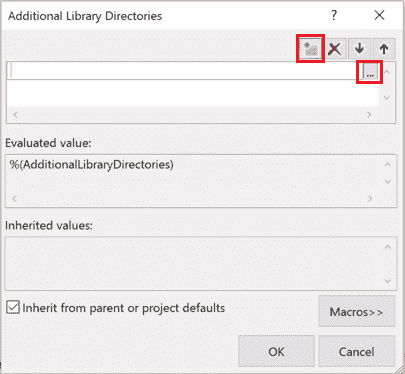 Additional Library Directories
?
...
Evaluated value:
%(AdditionalLibraryDirectories)
Inherited values:
Inherit from parent or project defaults
Macros>>
OK
Cancel